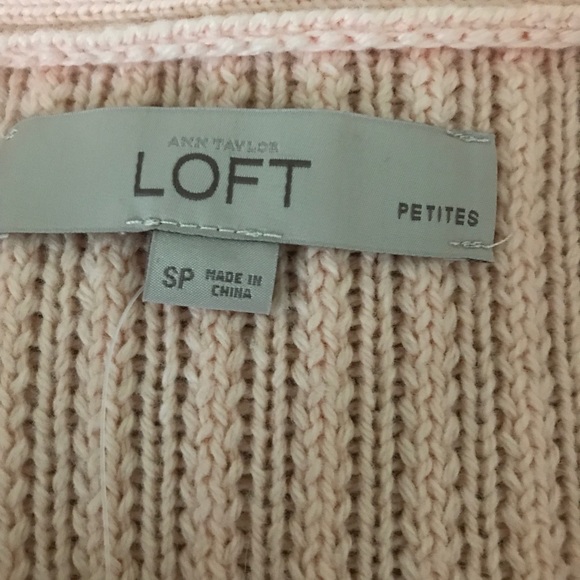 ANN TAYLOR
LOFT
PETITES
SP
MADE IN
CHINA